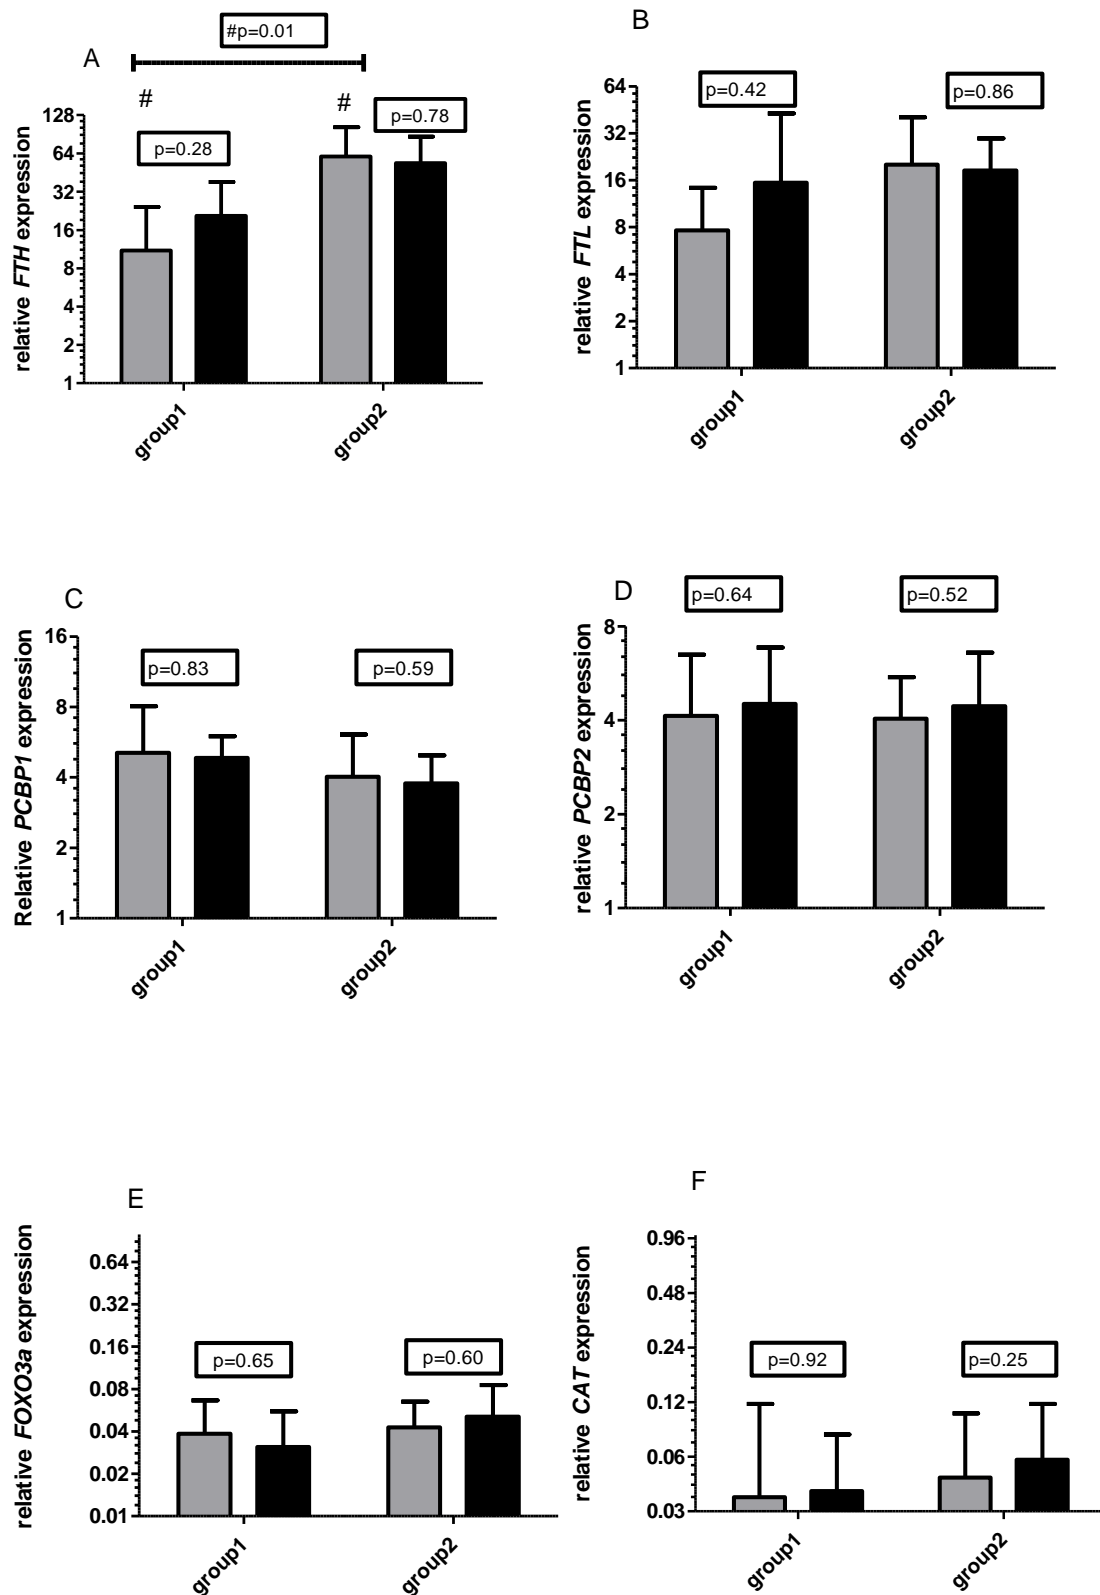 #p=0.01
A
#
#
p=0.28
p=0.78
128
64
32
16
8
4
2
1
relative FTH expression
group1
group2
B
p=0.42
p=0.86
64
32
16
8
4
2
1
relative FTL expression
group1
group2
C
p=0.83
p=0.59
16
8
4
2
1
Relative PCBP1 expression
group1
group2
D
p=0.64
p=0.52
8
4
2
1
relative PCBP2 expression
group1
group2
E
p=0.65
p=0.60
0.64
0.32
0.16
0.08
0.04
0.02
0.01
relative FOXO3a expression
group1
group2
F
p=0.92
p=0.25
0.96
0.48
0.24
0.12
0.06
0.03
relative CAT expression
group1
group2